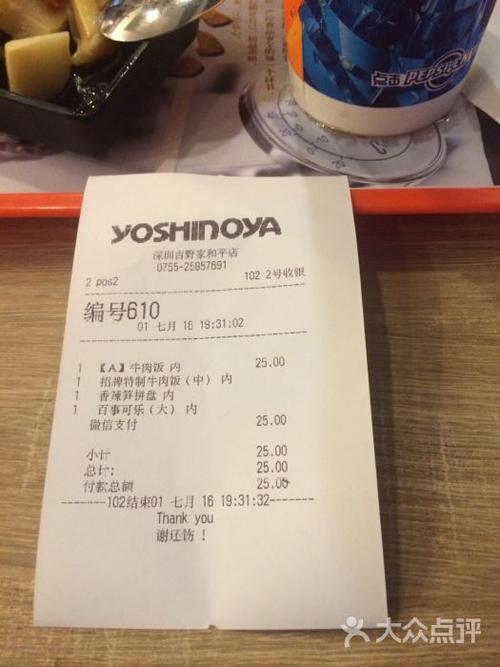 点击 PEPSI
YOSHINOYA
深圳吉野家和平店
0755-25857691
2 pos2 102 2号收银
编号610
01 七月 16 19:31:02
1 【A】牛肉饭 内 25.00
1 招牌特制牛肉饭(中) 内
1 香辣笋拼盘 内
1 百事可乐(大) 内
微信支付 25.00
小计 25.00
总计: 25.00
付款总额 25.00
--------102结束01 七月 16 19:31:32--------
Thank you
谢还饬 !
大众点评